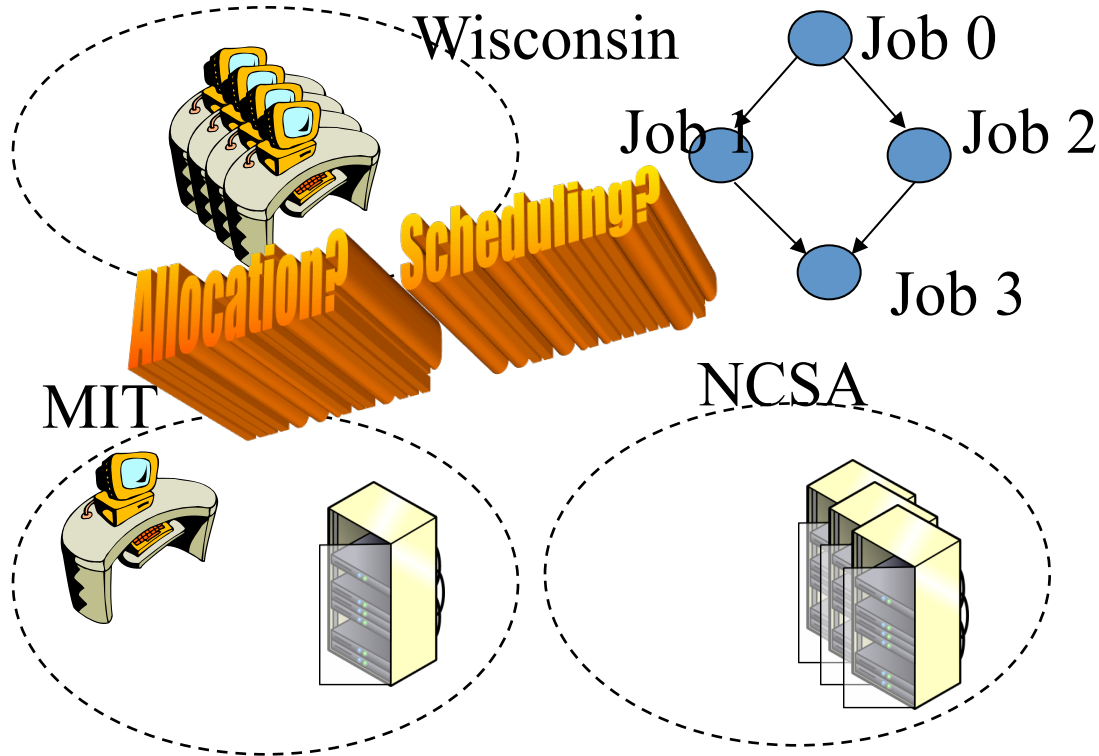 Wisconsin
Job 0
Job 1
Job 2
Scheduling?
Allocation?
Job 3
MIT
NCSA